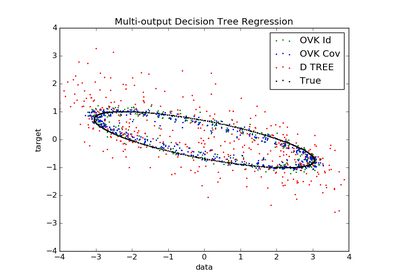 Multi-output Decision Tree Regression
4
3
2
1
0
−1
−2
−3
−4
target
OVK Id
OVK Cov
D TREE
True
−4 −3 −2 −1 0 1 2 3 4
data